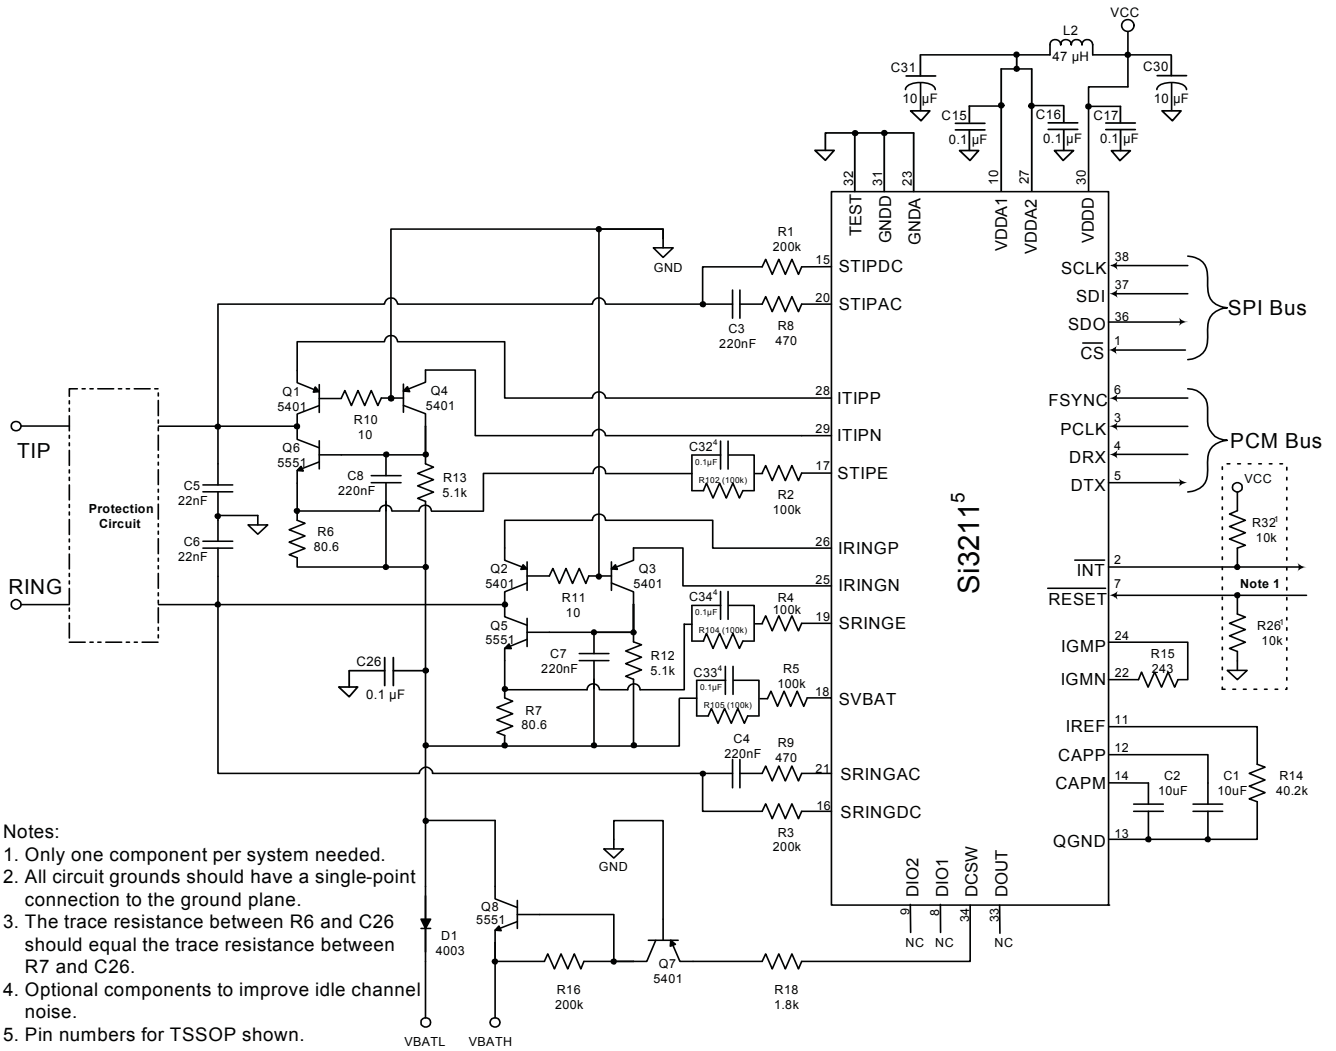 VCC
L2
47 µH
C31
10 µF
C30
10 µF
C15
0.1 µF
C16
0.1 µF
C17
0.1 µF
32
31
23
10
27
30
TEST
GNDD
GNDA
VDDA1
VDDA2
VDDD
GND
R1
200k
15
STIPDC
C3
220nF
R8
470
20
STIPAC
SCLK
38
SDI
37
SDO
36
CS
1
SPI Bus
Q1
5401
R10
10
Q4
5401
28
ITIPP
29
ITIPN
FSYNC
6
PCLK
3
DRX
4
DTX
5
PCM Bus
TIP
Q6
5551
C8
220nF
R13
5.1k
C32⁴
0.1µF
R102 (100k)
R2
100k
17
STIPE
Protection
Circuit
C5
22nF
C6
22nF
R6
80.6
Si3211⁵
VCC
R32¹
10k
INT
2
Note 1
RESET
7
R26¹
10k
RING
26
IRINGP
Q2
5401
R11
10
Q3
5401
25
IRINGN
C34⁴
0.1µF
R104 (100k)
R4
100k
19
SRINGE
Q5
5551
C7
220nF
R12
5.1k
IGMP
24
IGMN
22
R15
243
C26
0.1 µF
C33⁴
0.1µF
R105 (100k)
R5
100k
18
SVBAT
R7
80.6
IREF
11
CAPP
12
CAPM
14
QGND
13
C2
10uF
C1
10uF
R14
40.2k
C4
220nF
R9
470
21
SRINGAC
16
SRINGDC
R3
200k
GND
DIO2
DIO1
DCSW
DOUT
9
8
34
33
NC
NC
NC
Q8
5551
D1
4003
R16
200k
Q7
5401
R18
1.8k
VBATL
VBATH
Notes:
1. Only one component per system needed.
2. All circuit grounds should have a single-point
connection to the ground plane.
3. The trace resistance between R6 and C26
should equal the trace resistance between
R7 and C26.
4. Optional components to improve idle channel
noise.
5. Pin numbers for TSSOP shown.